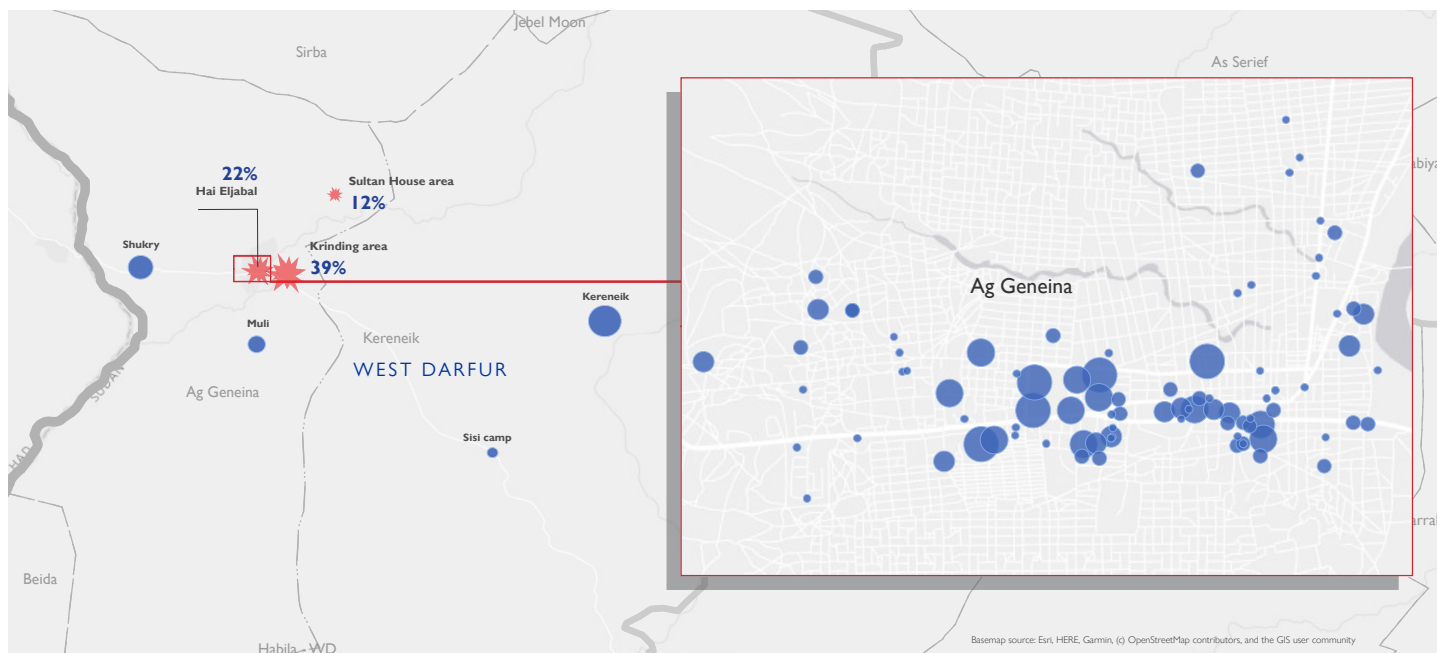 Jebel Moon
Sirba
As Serief
22%
Hai Eljabal
Sultan House area
12%
Shukry
Krinding area
39%
Kereneik
Ag Geneina
Muli
Kereneik
WEST DARFUR
SUDAN
Ag Geneina
Sisi camp
HAD
Beida
Habila - WD
Basemap source: Esri, HERE, Garmin, (c) OpenStreetMap contributors, and the GIS user community